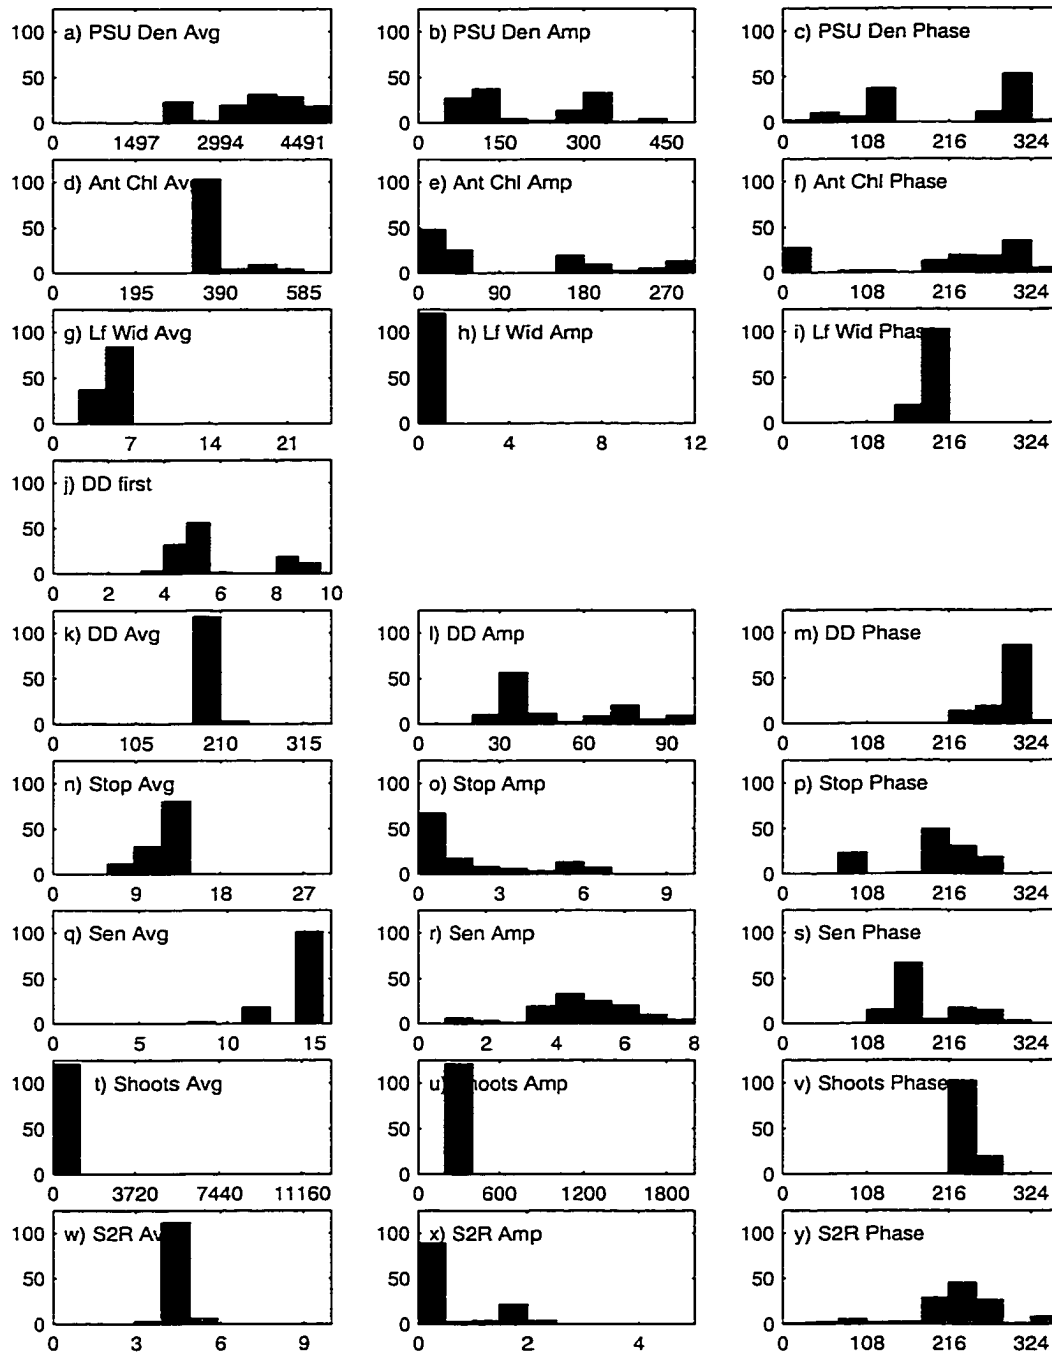 a) PSU Den Avg
100
50
0
0 1497 2994 4491
b) PSU Den Amp
100
50
0
150 300 450
c) PSU Den Phase
100
50
0
0 108 216 324
d) Ant Chl Av
100
50
0
0 195 390 585
e) Ant Chl Amp
100
50
0
0 90 180 270
f) Ant Chl Phase
100
50
0
0 108 216 324
g) Lf Wid Avg
100
50
0
0 7 14 21
h) Lf Wid Amp
100
50
0
0 4 8 12
i) Lf Wid Phase
100
50
0
0 108 216 324
j) DD first
100
50
0
0 2 4 6 8 10
k) DD Avg
100
50
0
0 105 210 315
l) DD Amp
100
50
0
0 30 60 90
m) DD Phase
100
50
0
0 108 216 324
n) Stop Avg
100
50
0
0 9 18 27
o) Stop Amp
100
50
0
0 3 6 9
p) Stop Phase
100
50
0
0 108 216 324
q) Sen Avg
100
50
0
0 5 10 15
r) Sen Amp
100
50
0
0 2 4 6 8
s) Sen Phase
100
50
0
0 108 216 324
t) Shoots Avg
100
50
0
0 3720 7440 11160
u) hoots Amp
100
50
0
0 600 1200 1800
v) Shoots Phase
100
50
0
0 108 216 324
w) S2R Av
100
50
0
3 6 9
x) S2R Amp
100
50
0
0 2 4
y) S2R Phase
100
50
0
0 108 216 324